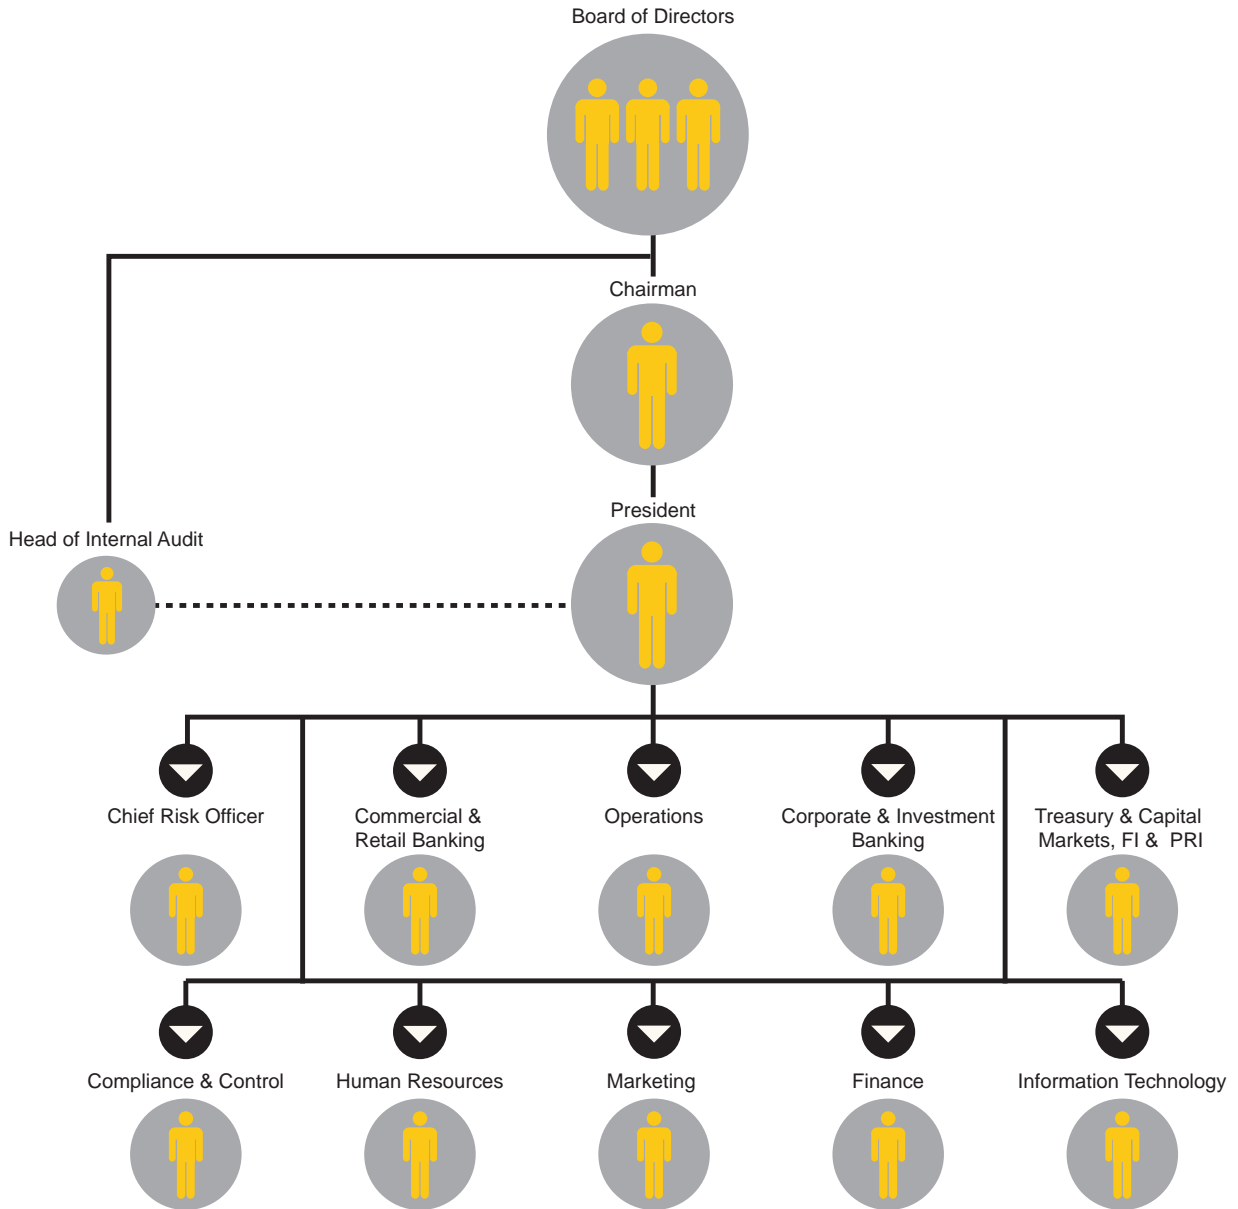 Board of Directors
Chairman
President
Head of Internal Audit
Chief Risk Officer
Commercial &
Retail Banking
Operations
Corporate & Investment
Banking
Treasury & Capital
Markets, FI & PRI
Compliance & Control
Human Resources
Marketing
Finance
Information Technology